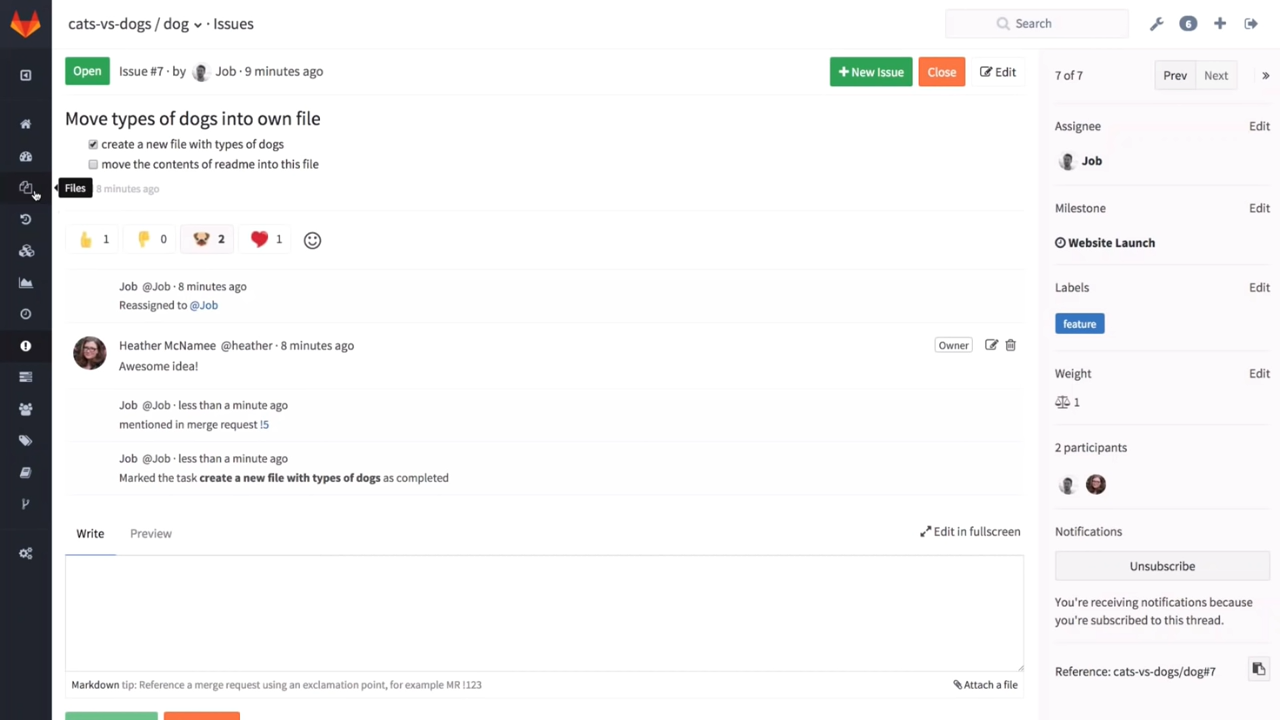 cats-vs-dogs / dog · Issues
Search
6
Open
Issue #7 · by Job · 9 minutes ago
+ New Issue
Close
Edit
7 of 7
Prev
Next
»
Move types of dogs into own file
create a new file with types of dogs
move the contents of readme into this file
Files
8 minutes ago
1
0
2
1
Job @Job · 8 minutes ago
Reassigned to @Job
Heather McNamee @heather · 8 minutes ago
Owner
Awesome idea!
Job @Job · less than a minute ago
mentioned in merge request !5
Job @Job · less than a minute ago
Marked the task create a new file with types of dogs as completed
Write
Preview
Edit in fullscreen
Markdown tip: Reference a merge request using an exclamation point, for example MR !123
Attach a file
Assignee
Edit
Job
Milestone
Edit
Website Launch
Labels
Edit
feature
Weight
Edit
1
2 participants
Notifications
Unsubscribe
You're receiving notifications because
you're subscribed to this thread.
Reference: cats-vs-dogs/dog#7